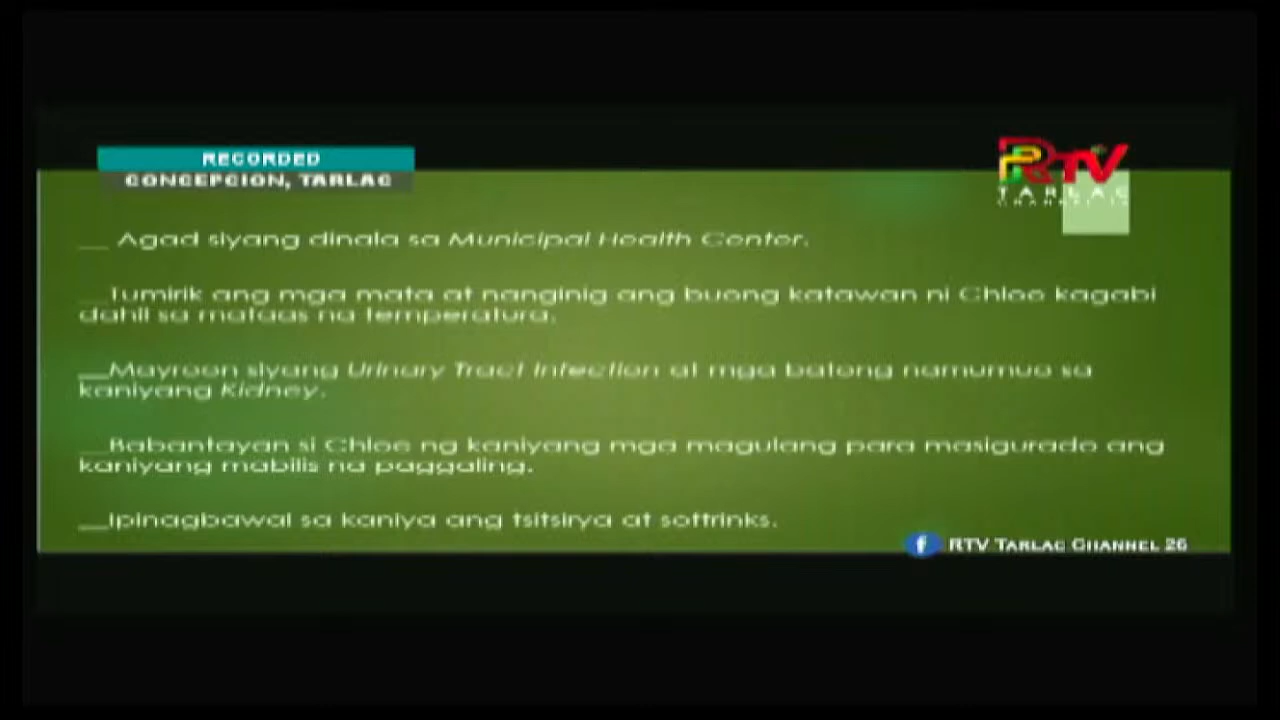 RECORDED
CONCEPCION, TARLAC
RTV
TARLAC
__ Agad siyang dinala sa Municipal Health Center.
__Tumirik ang mga mata at nanginig ang buong katawan ni Chloe kagabi
dahil sa mataas na temperatura.
__Mayroon siyang Urinary Tract Infection at mga batong namumuo sa
kaniyang Kidney.
__Babantayan si Chloe ng kaniyang mga magulang para masigurado ang
kaniyang mabilis na paggaling.
__Ipinagbawal sa kaniya ang tsitsirya at softrinks.
f RTV TARLAC CHANNEL 26